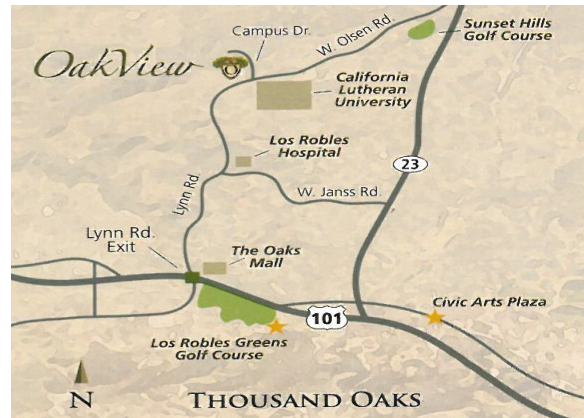 Campus Dr.
W. Olsen Rd.
Sunset Hills
Golf Course
OakView
California
Lutheran
University
Los Robles
Hospital
23
Lynn Rd.
W. Janss Rd.
Lynn Rd.
Exit
The Oaks
Mall
Civic Arts Plaza
101
Los Robles Greens
Golf Course
N
THOUSAND OAKS